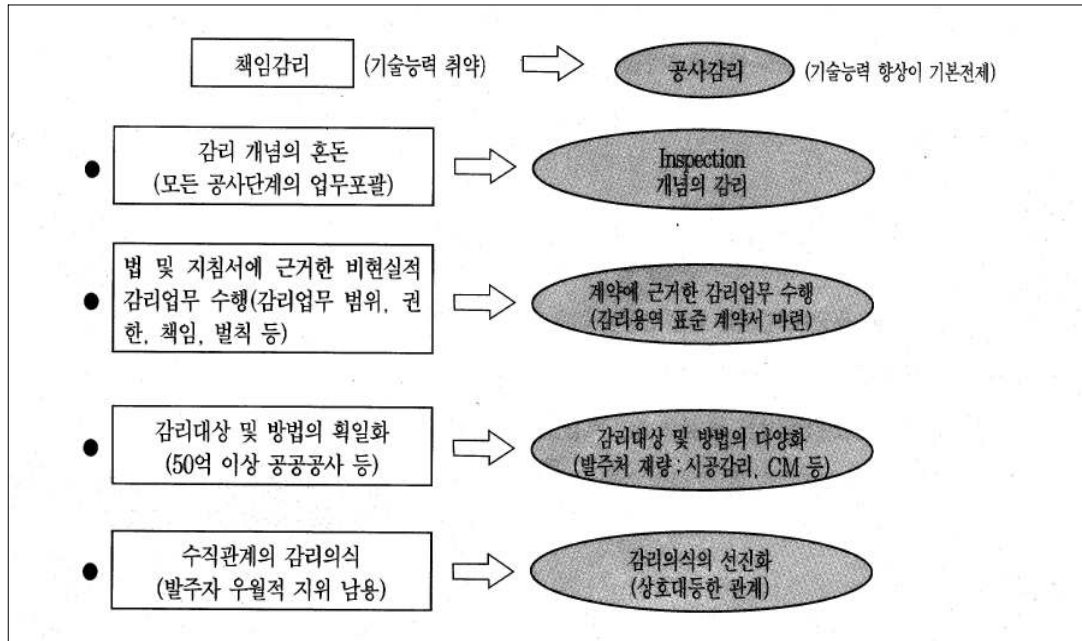 책임감리 (기술능력 취약) 공사감리 (기술능력 향상이 기본전제)
감리 개념의 혼돈
(모든 공사단계의 업무포괄)
Inspection
개념의 감리
법 및 지침서에 근거한 비현실적
감리업무 수행(감리업무 범위, 권
한, 책임, 벌칙 등)
계약에 근거한 감리업무 수행
(감리용역 표준 계약서 마련)
감리대상 및 방법의 획일화
(50억 이상 공공공사 등)
감리대상 및 방법의 다양화
(발주처 재량;시공감리, CM 등)
수직관계의 감리의식
(발주자 우월적 지위 남용)
감리의식의 선진화
(상호대등한 관계)